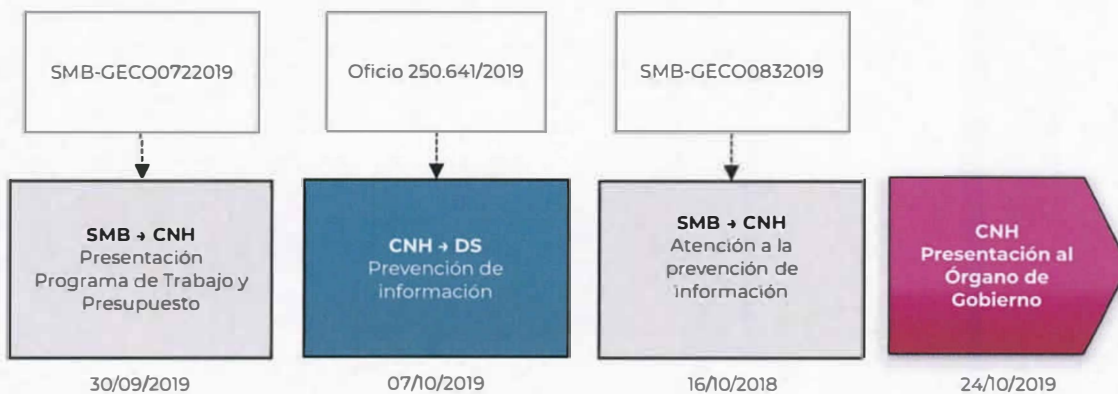 SMB-GECO0722019
Oficio 250.641/2019
SMB-GECO0832019
SMB → CNH
Presentación
Programa de Trabajo y
Presupuesto
CNH → DS
Prevención de
información
SMB → CNH
Atención a la
prevención de
información
CNH
Presentación al
Órgano de
Gobierno
30/09/2019
07/10/2019
16/10/2018
24/10/2019